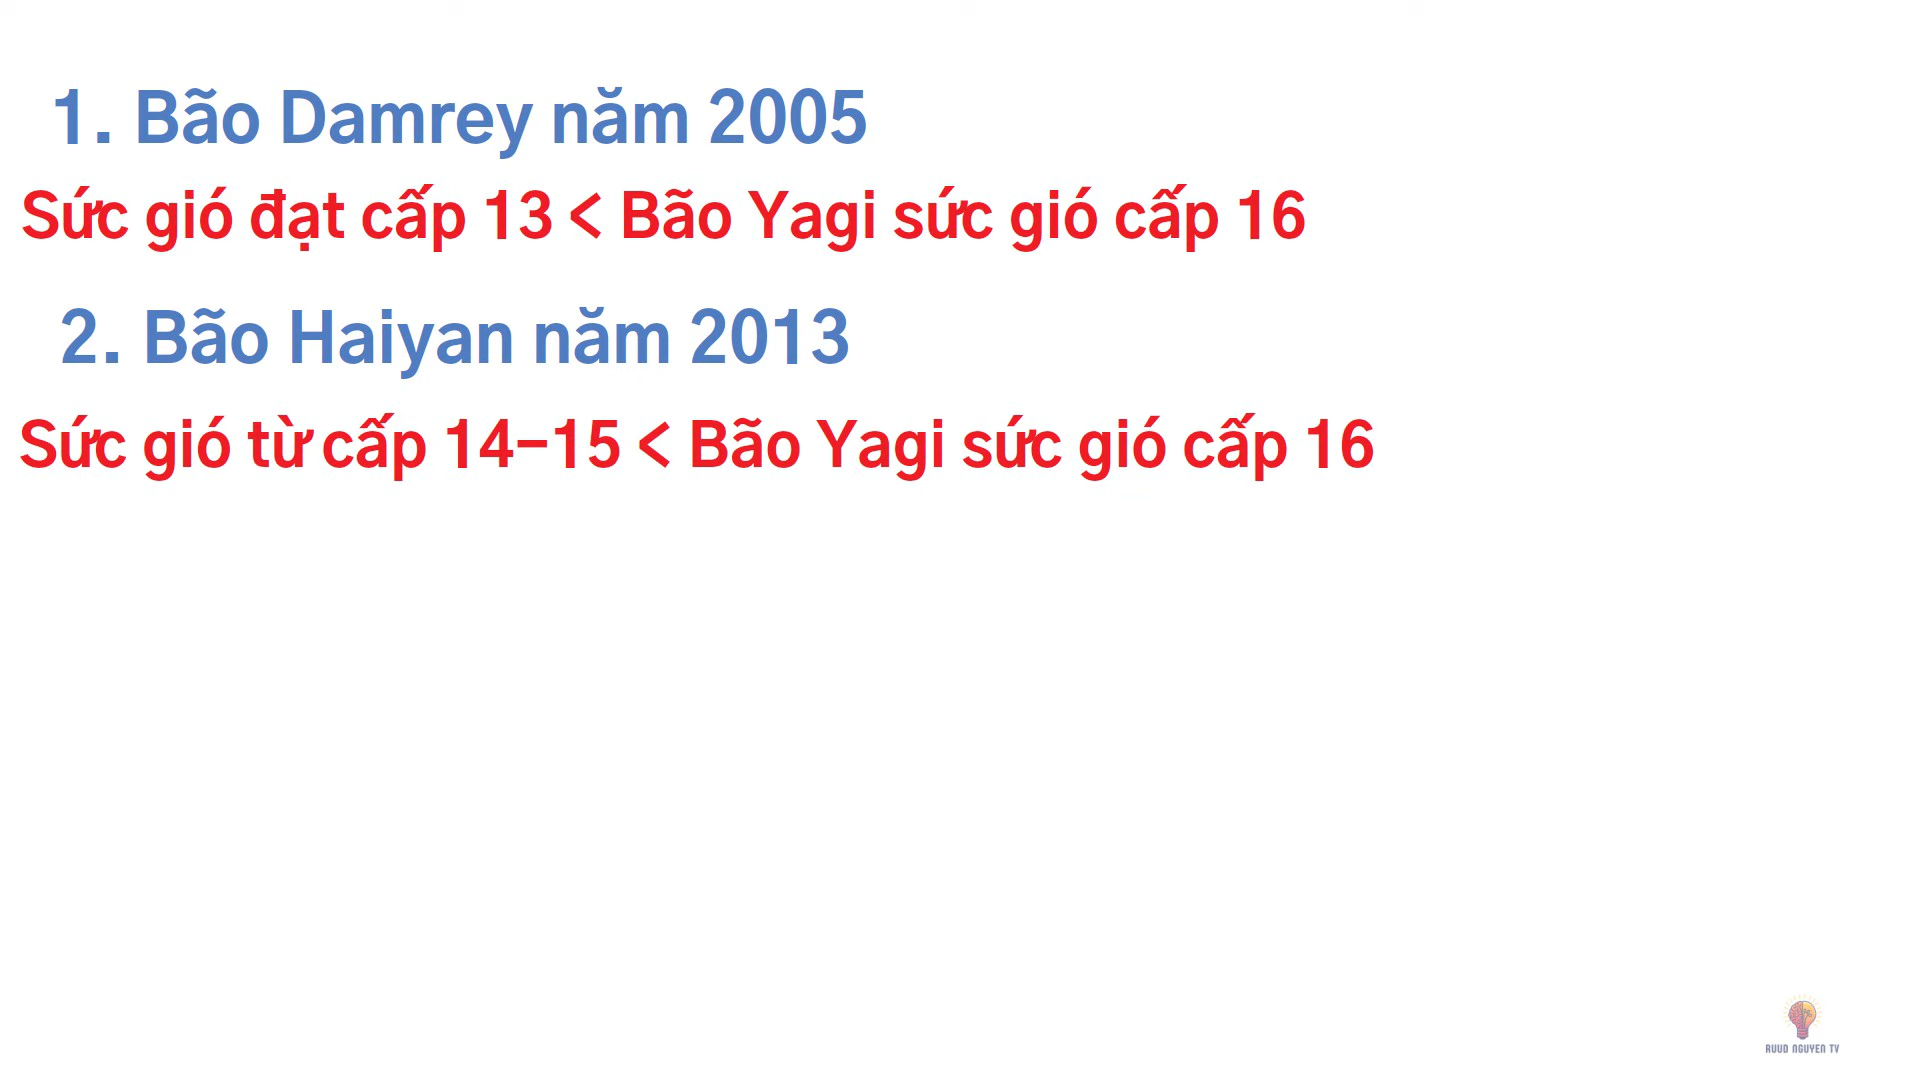 1. Bão Damrey năm 2005
Sức gió đạt cấp 13 < Bão Yagi sức gió cấp 16
2. Bão Haiyan năm 2013
Sức gió từ cấp 14-15 < Bão Yagi sức gió cấp 16
RUUD NGUYEN TV